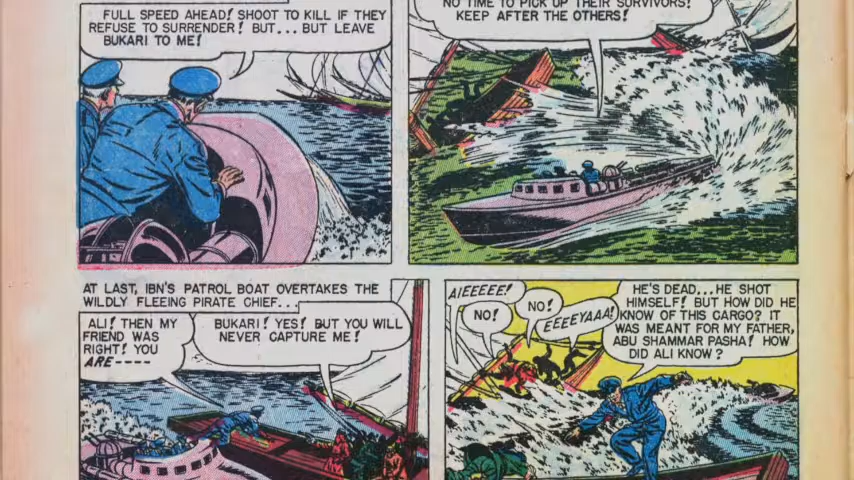 FULL SPEED AHEAD! SHOOT TO KILL IF THEY
REFUSE TO SURRENDER! BUT...BUT LEAVE
BUKARI TO ME!
NO TIME TO PICK UP THEIR SURVIVORS!
KEEP AFTER THE OTHERS!
AT LAST, IBN'S PATROL BOAT OVERTAKES THE
WILDLY FLEEING PIRATE CHIEF...
ALI! THEN MY
FRIEND WAS
RIGHT! YOU
ARE----
BUKARI! YES! BUT YOU WILL
NEVER CAPTURE ME!
AIEEEEE!
NO!
NO!
EEEEYAAA!
HE'S DEAD...HE SHOT
HIMSELF! BUT HOW DID HE
KNOW OF THIS CARGO? IT
WAS MEANT FOR MY FATHER,
ABU SHAMMAR PASHA! HOW
DID ALI KNOW?